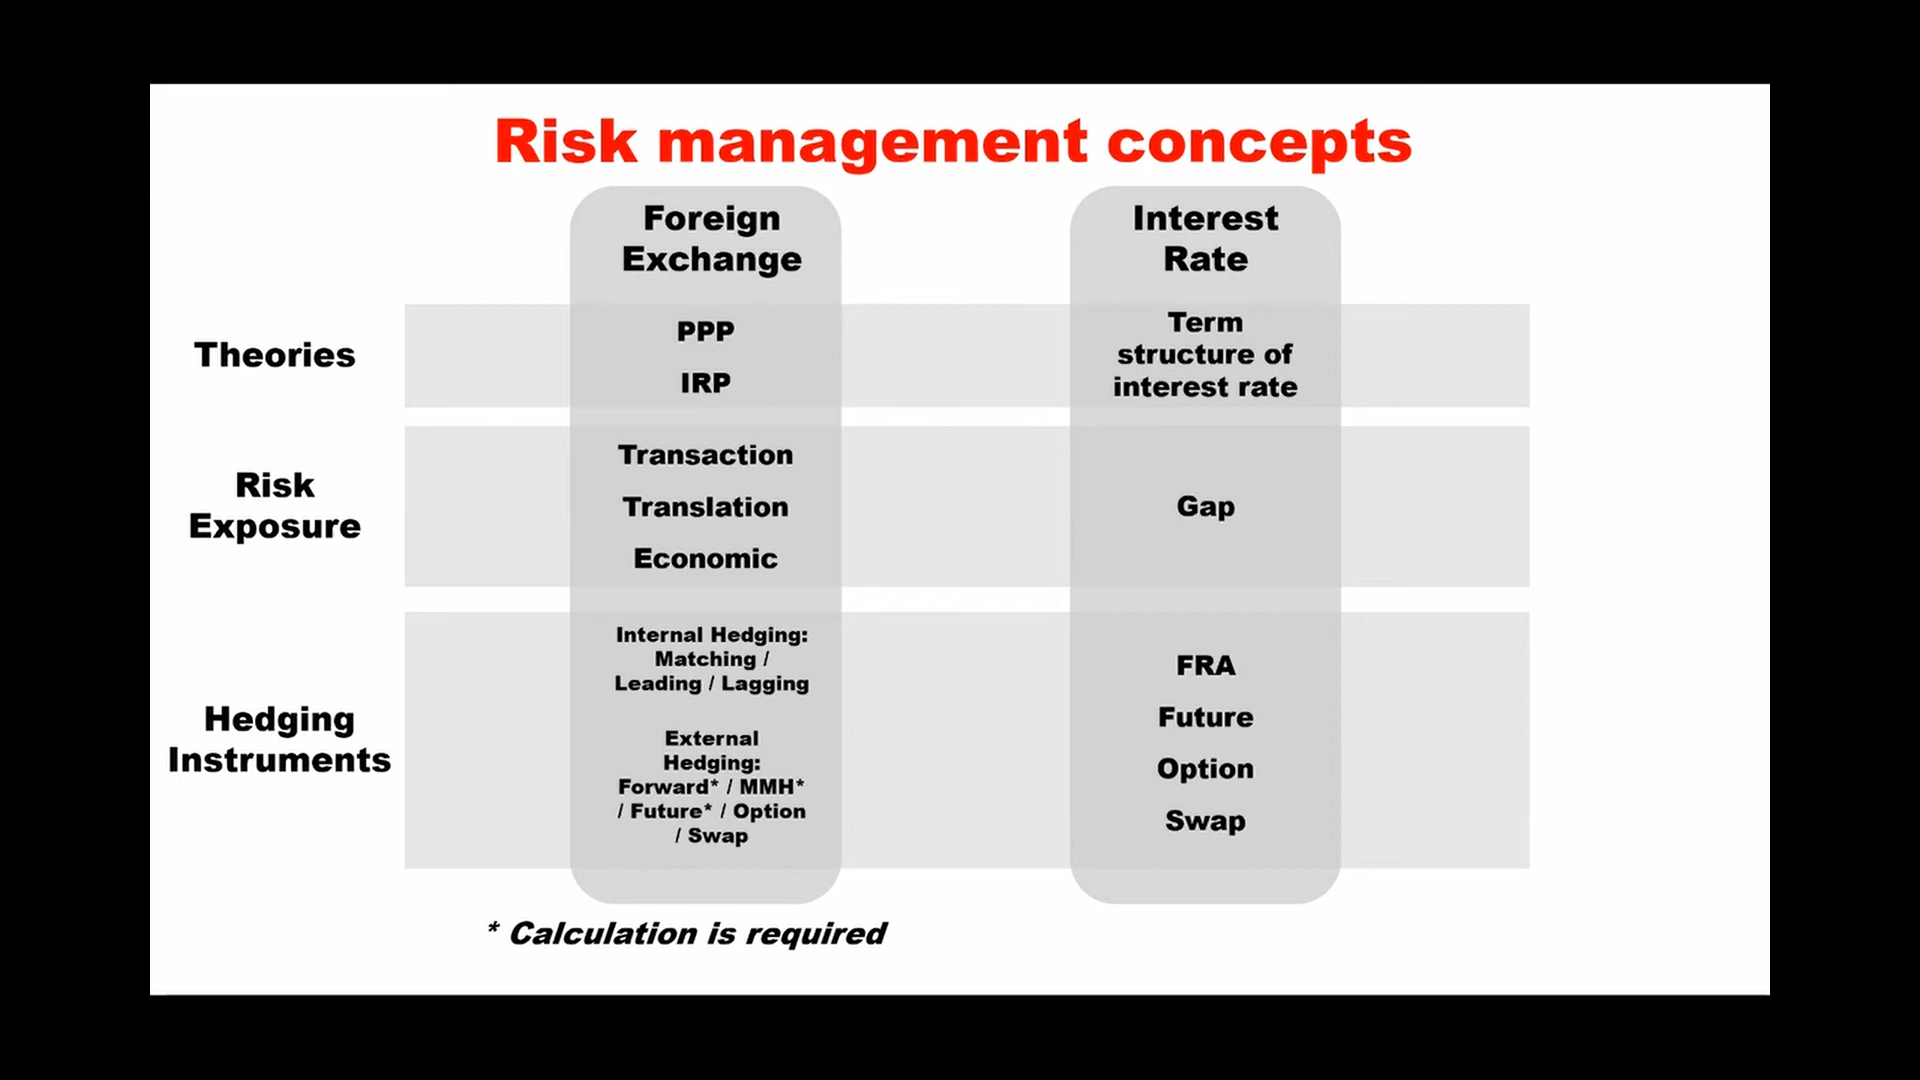 Risk management concepts
Foreign
Exchange
Interest
Rate
Theories
PPP
IRP
Term
structure of
interest rate
Risk
Exposure
Transaction
Translation
Economic
Gap
Hedging
Instruments
Internal Hedging:
Matching /
Leading / Lagging
External
Hedging:
Forward* / MMH*
/ Future* / Option
/ Swap
FRA
Future
Option
Swap
* Calculation is required